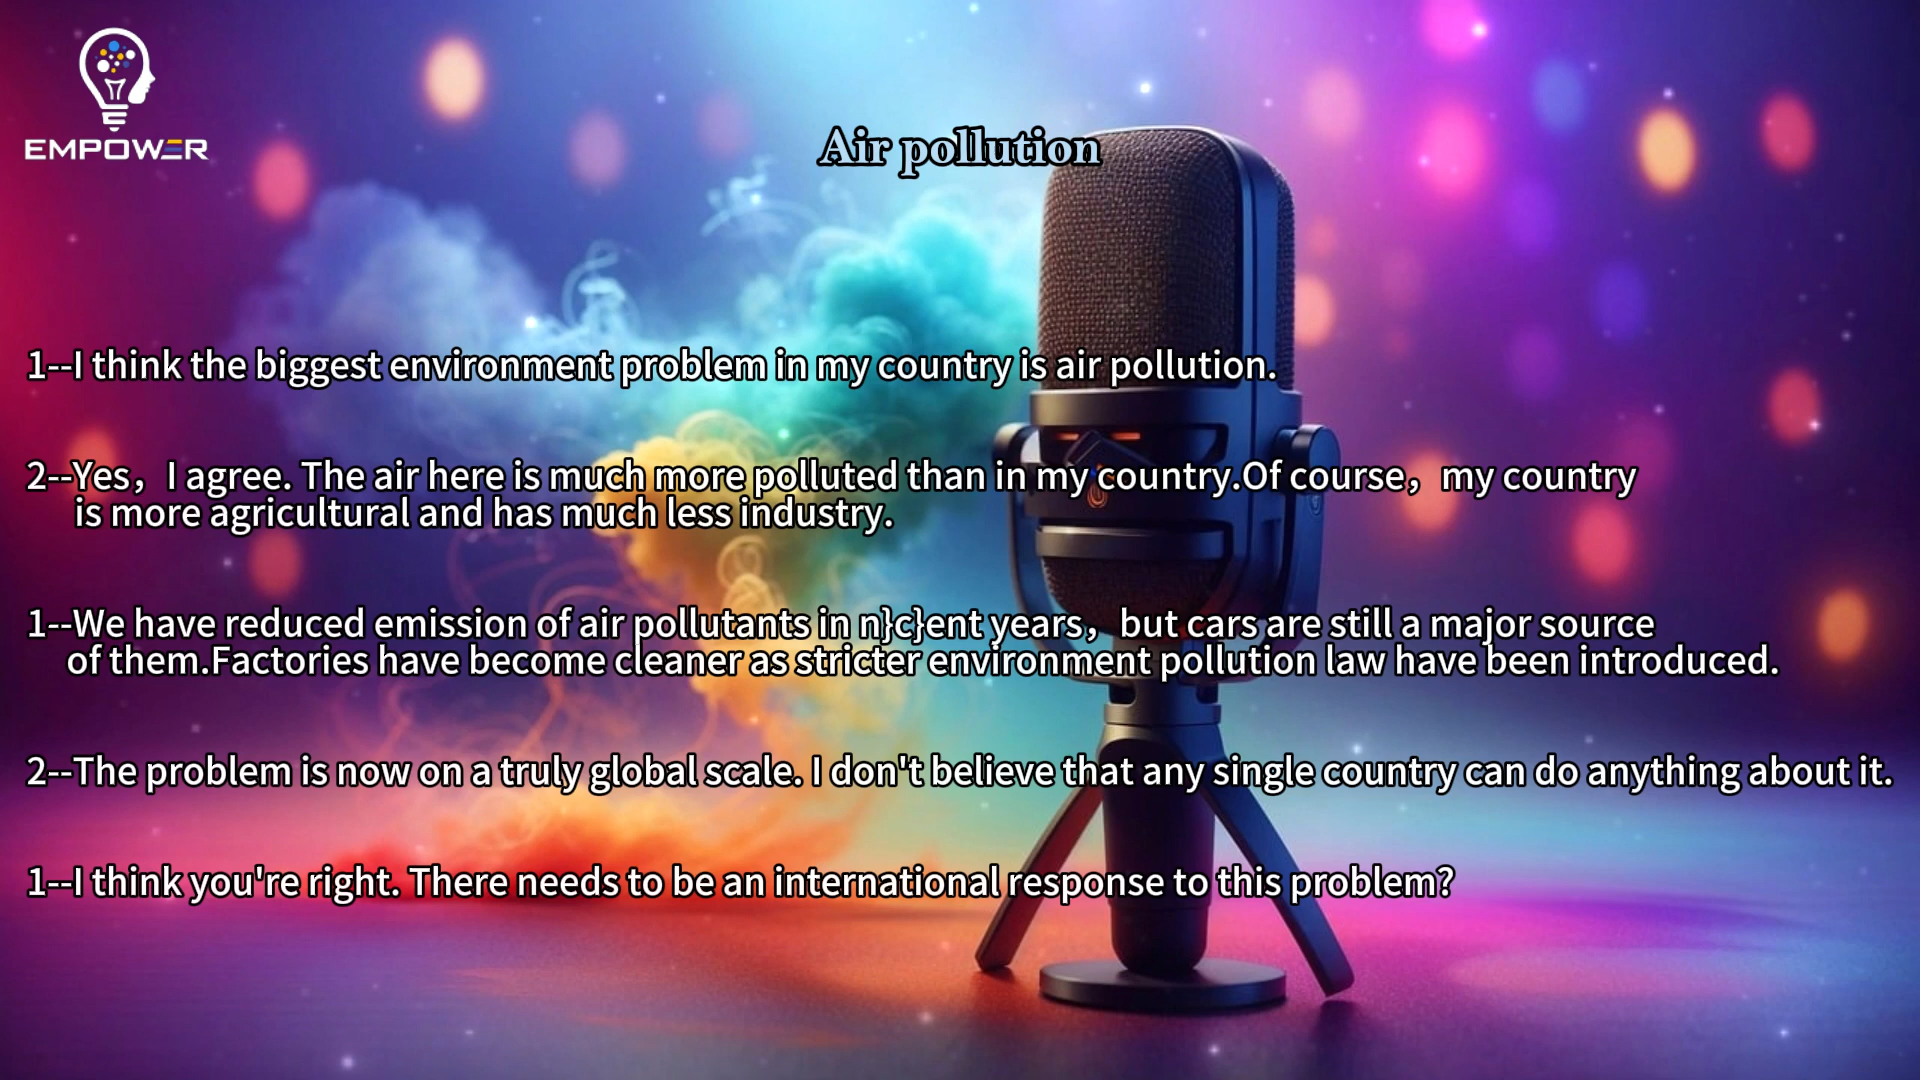 EMPOWER
Air pollution
1--I think the biggest environment problem in my country is air pollution.
2--Yes，I agree. The air here is much more polluted than in my country.Of course，my country
is more agricultural and has much less industry.
1--We have reduced emission of air pollutants in n}c}ent years，but cars are still a major source
of them.Factories have become cleaner as stricter environment pollution law have been introduced.
2--The problem is now on a truly global scale. I don't believe that any single country can do anything about it.
1--I think you're right. There needs to be an international response to this problem?